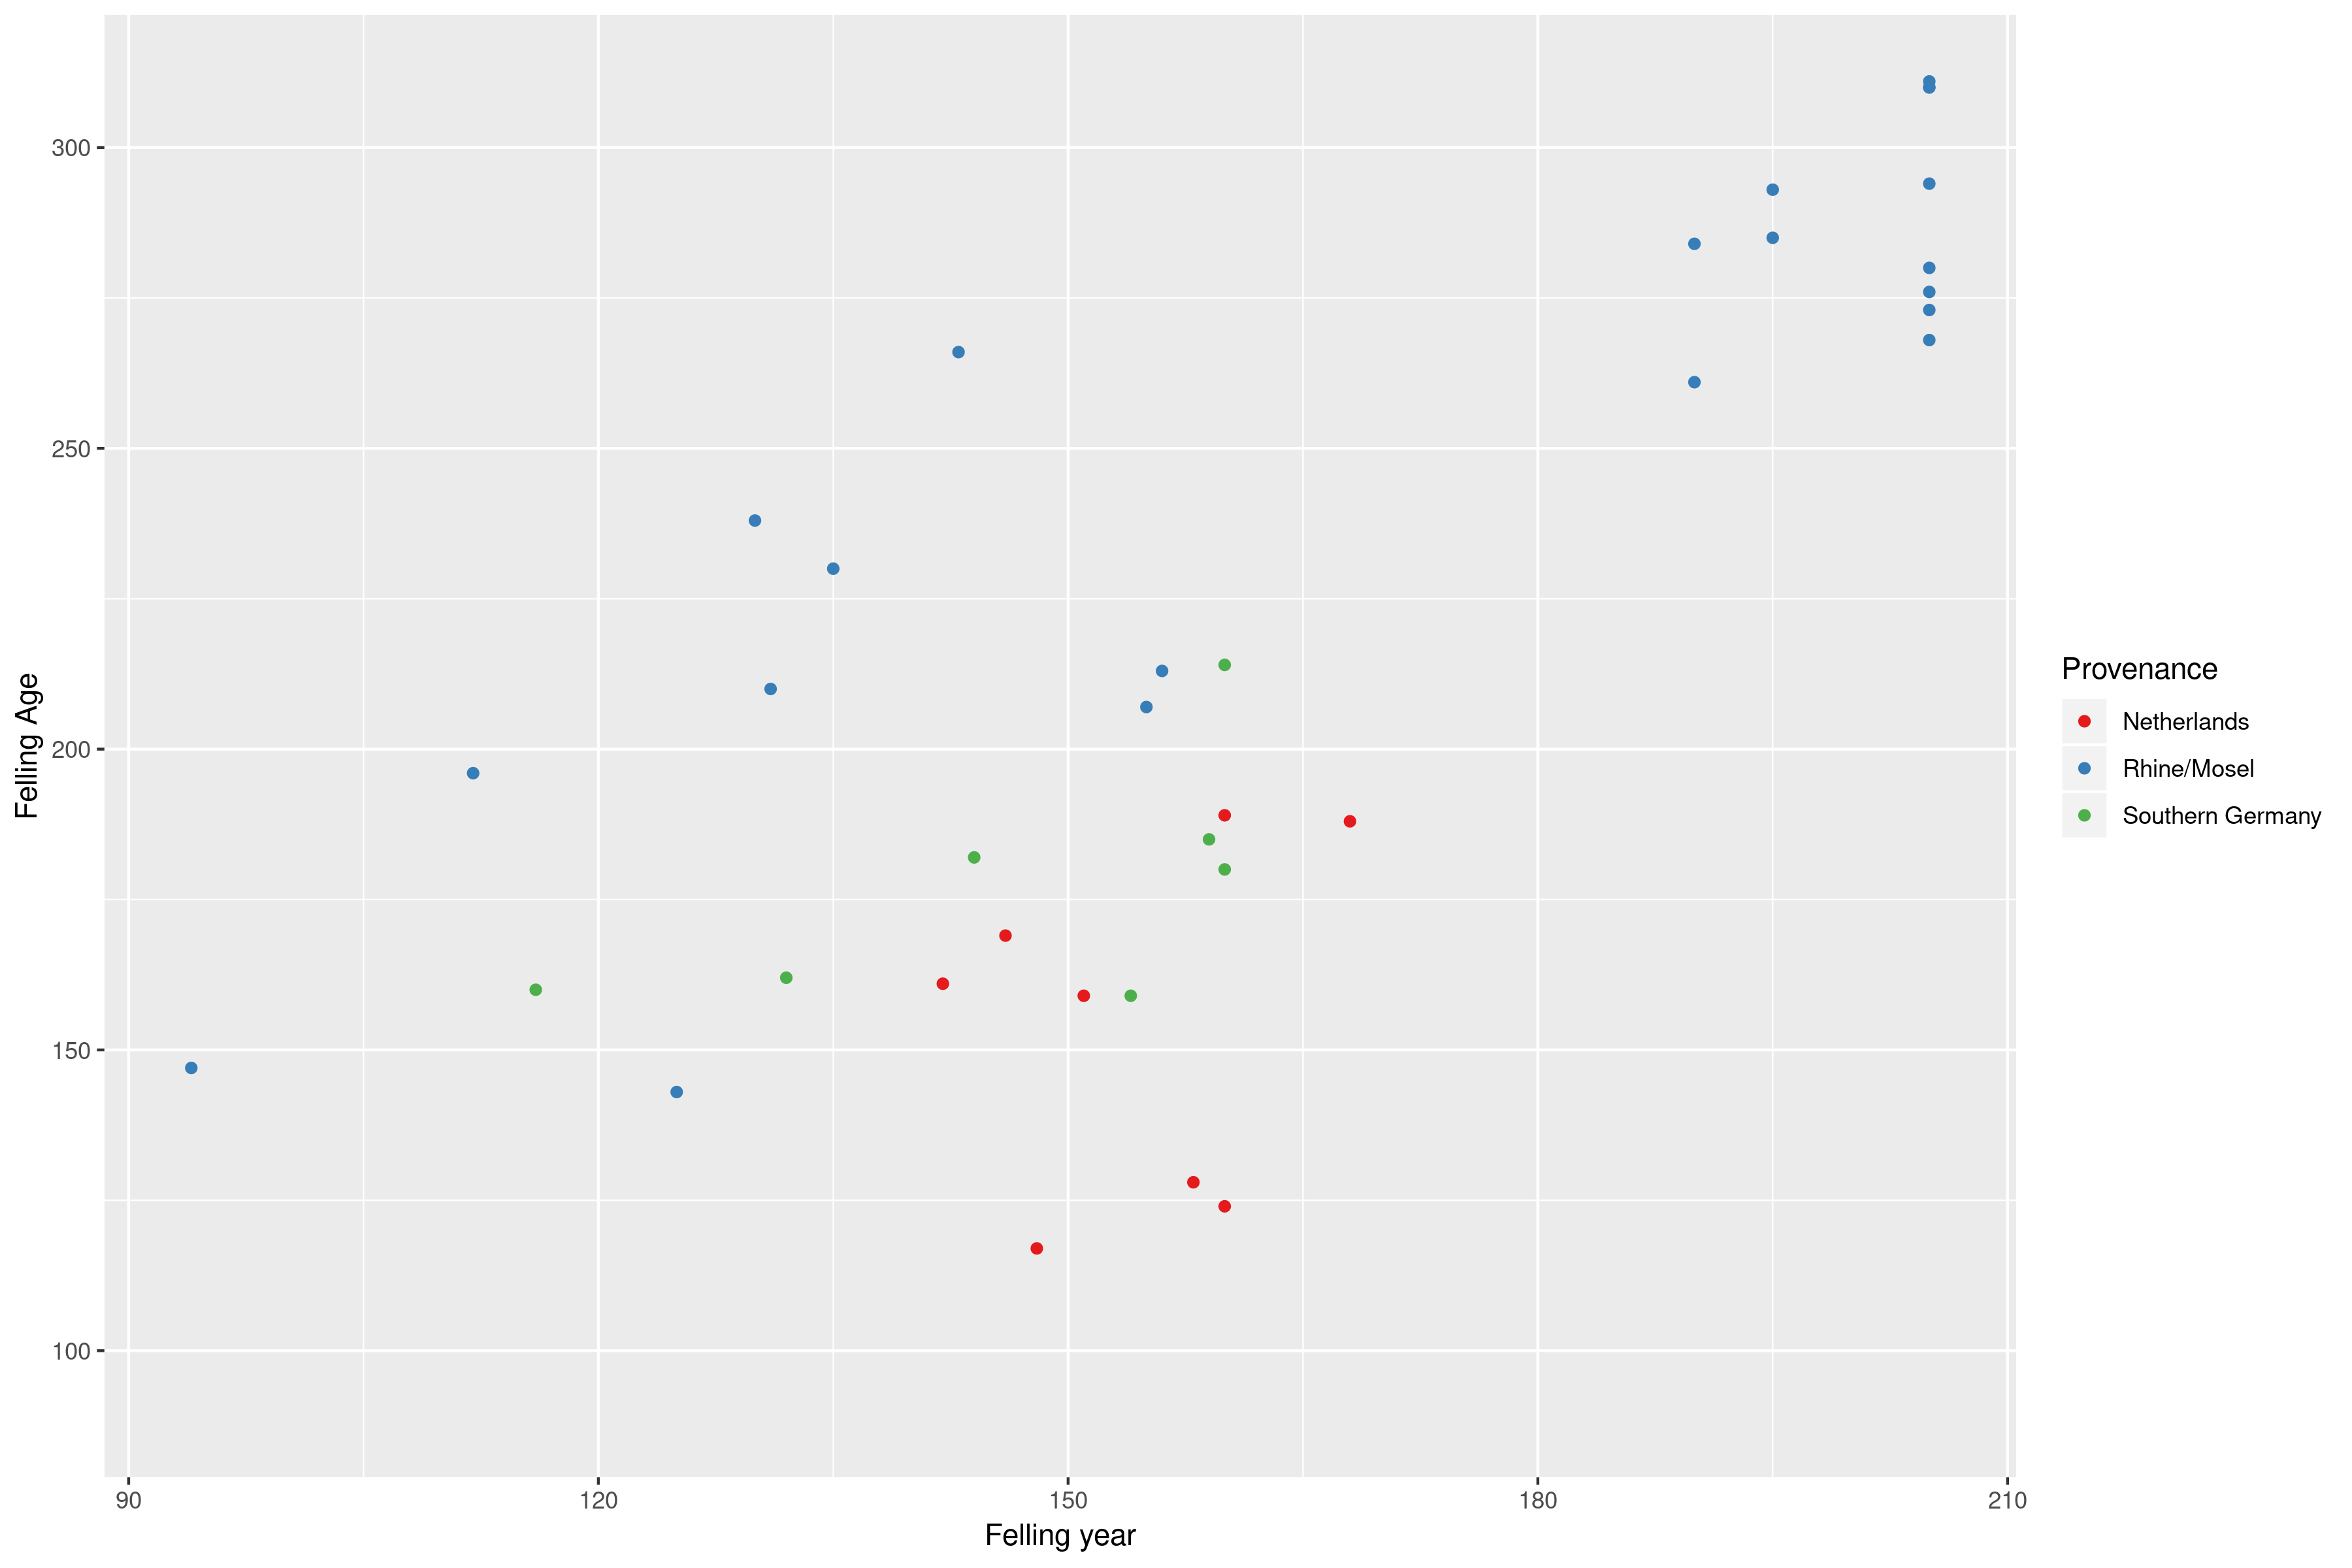 300
250
200
150
100
Felling Age
90 120 150 180 210
Felling year
Provenance
Netherlands
Rhine/Mosel
Southern Germany